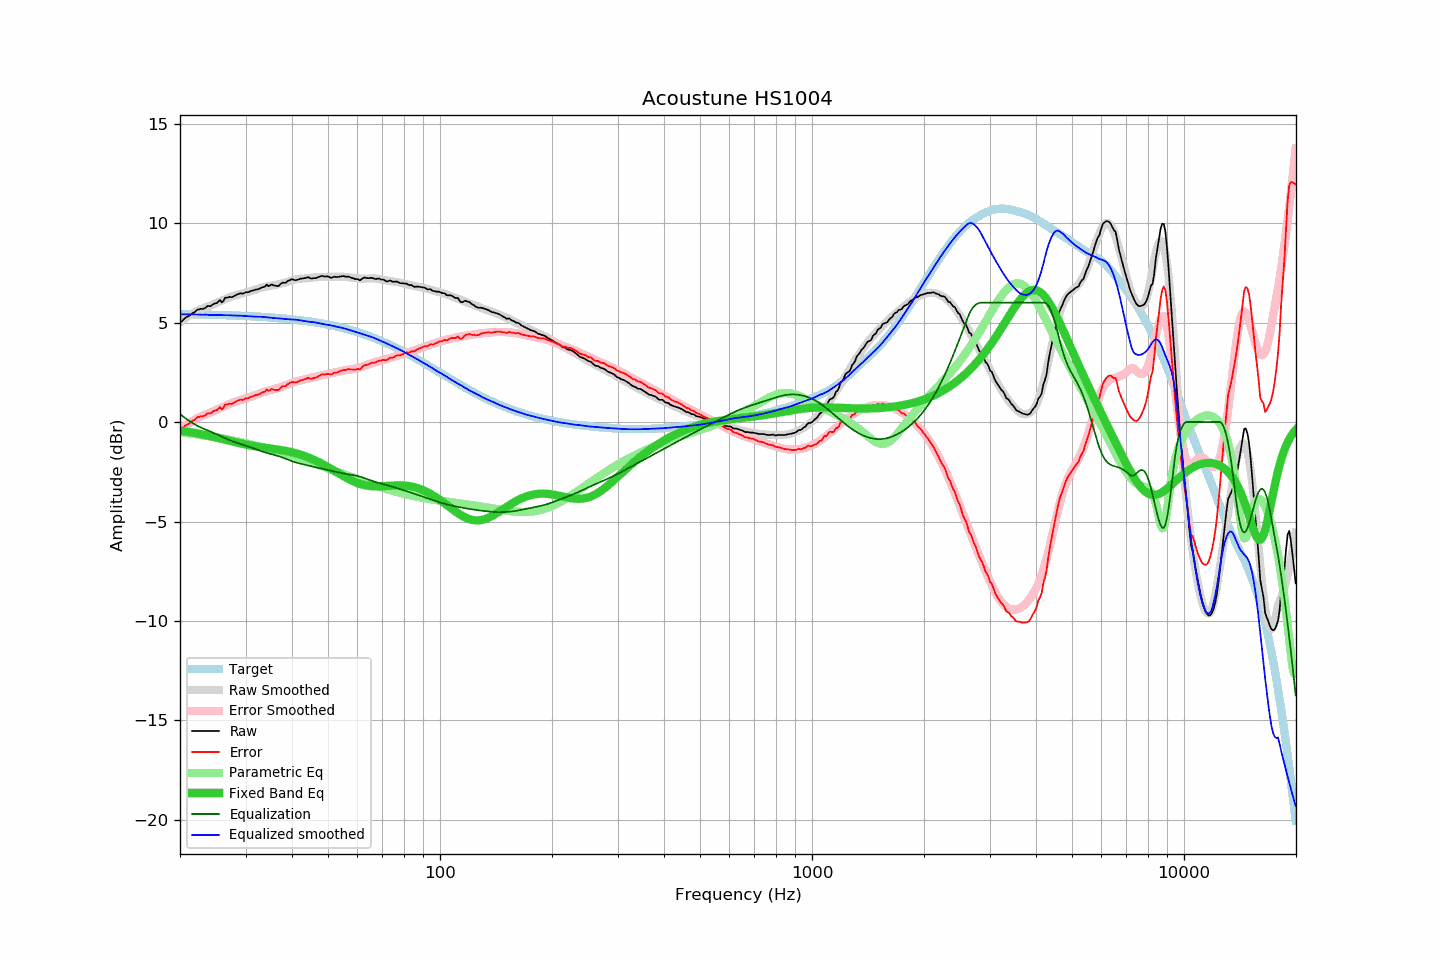 Acoustune HS1004
15
10
5
0
−5
−10
−15
−20
Amplitude (dBr)
Target
Raw Smoothed
Error Smoothed
Raw
Error
Parametric Eq
Fixed Band Eq
Equalization
Equalized smoothed
100
1000
10000
Frequency (Hz)